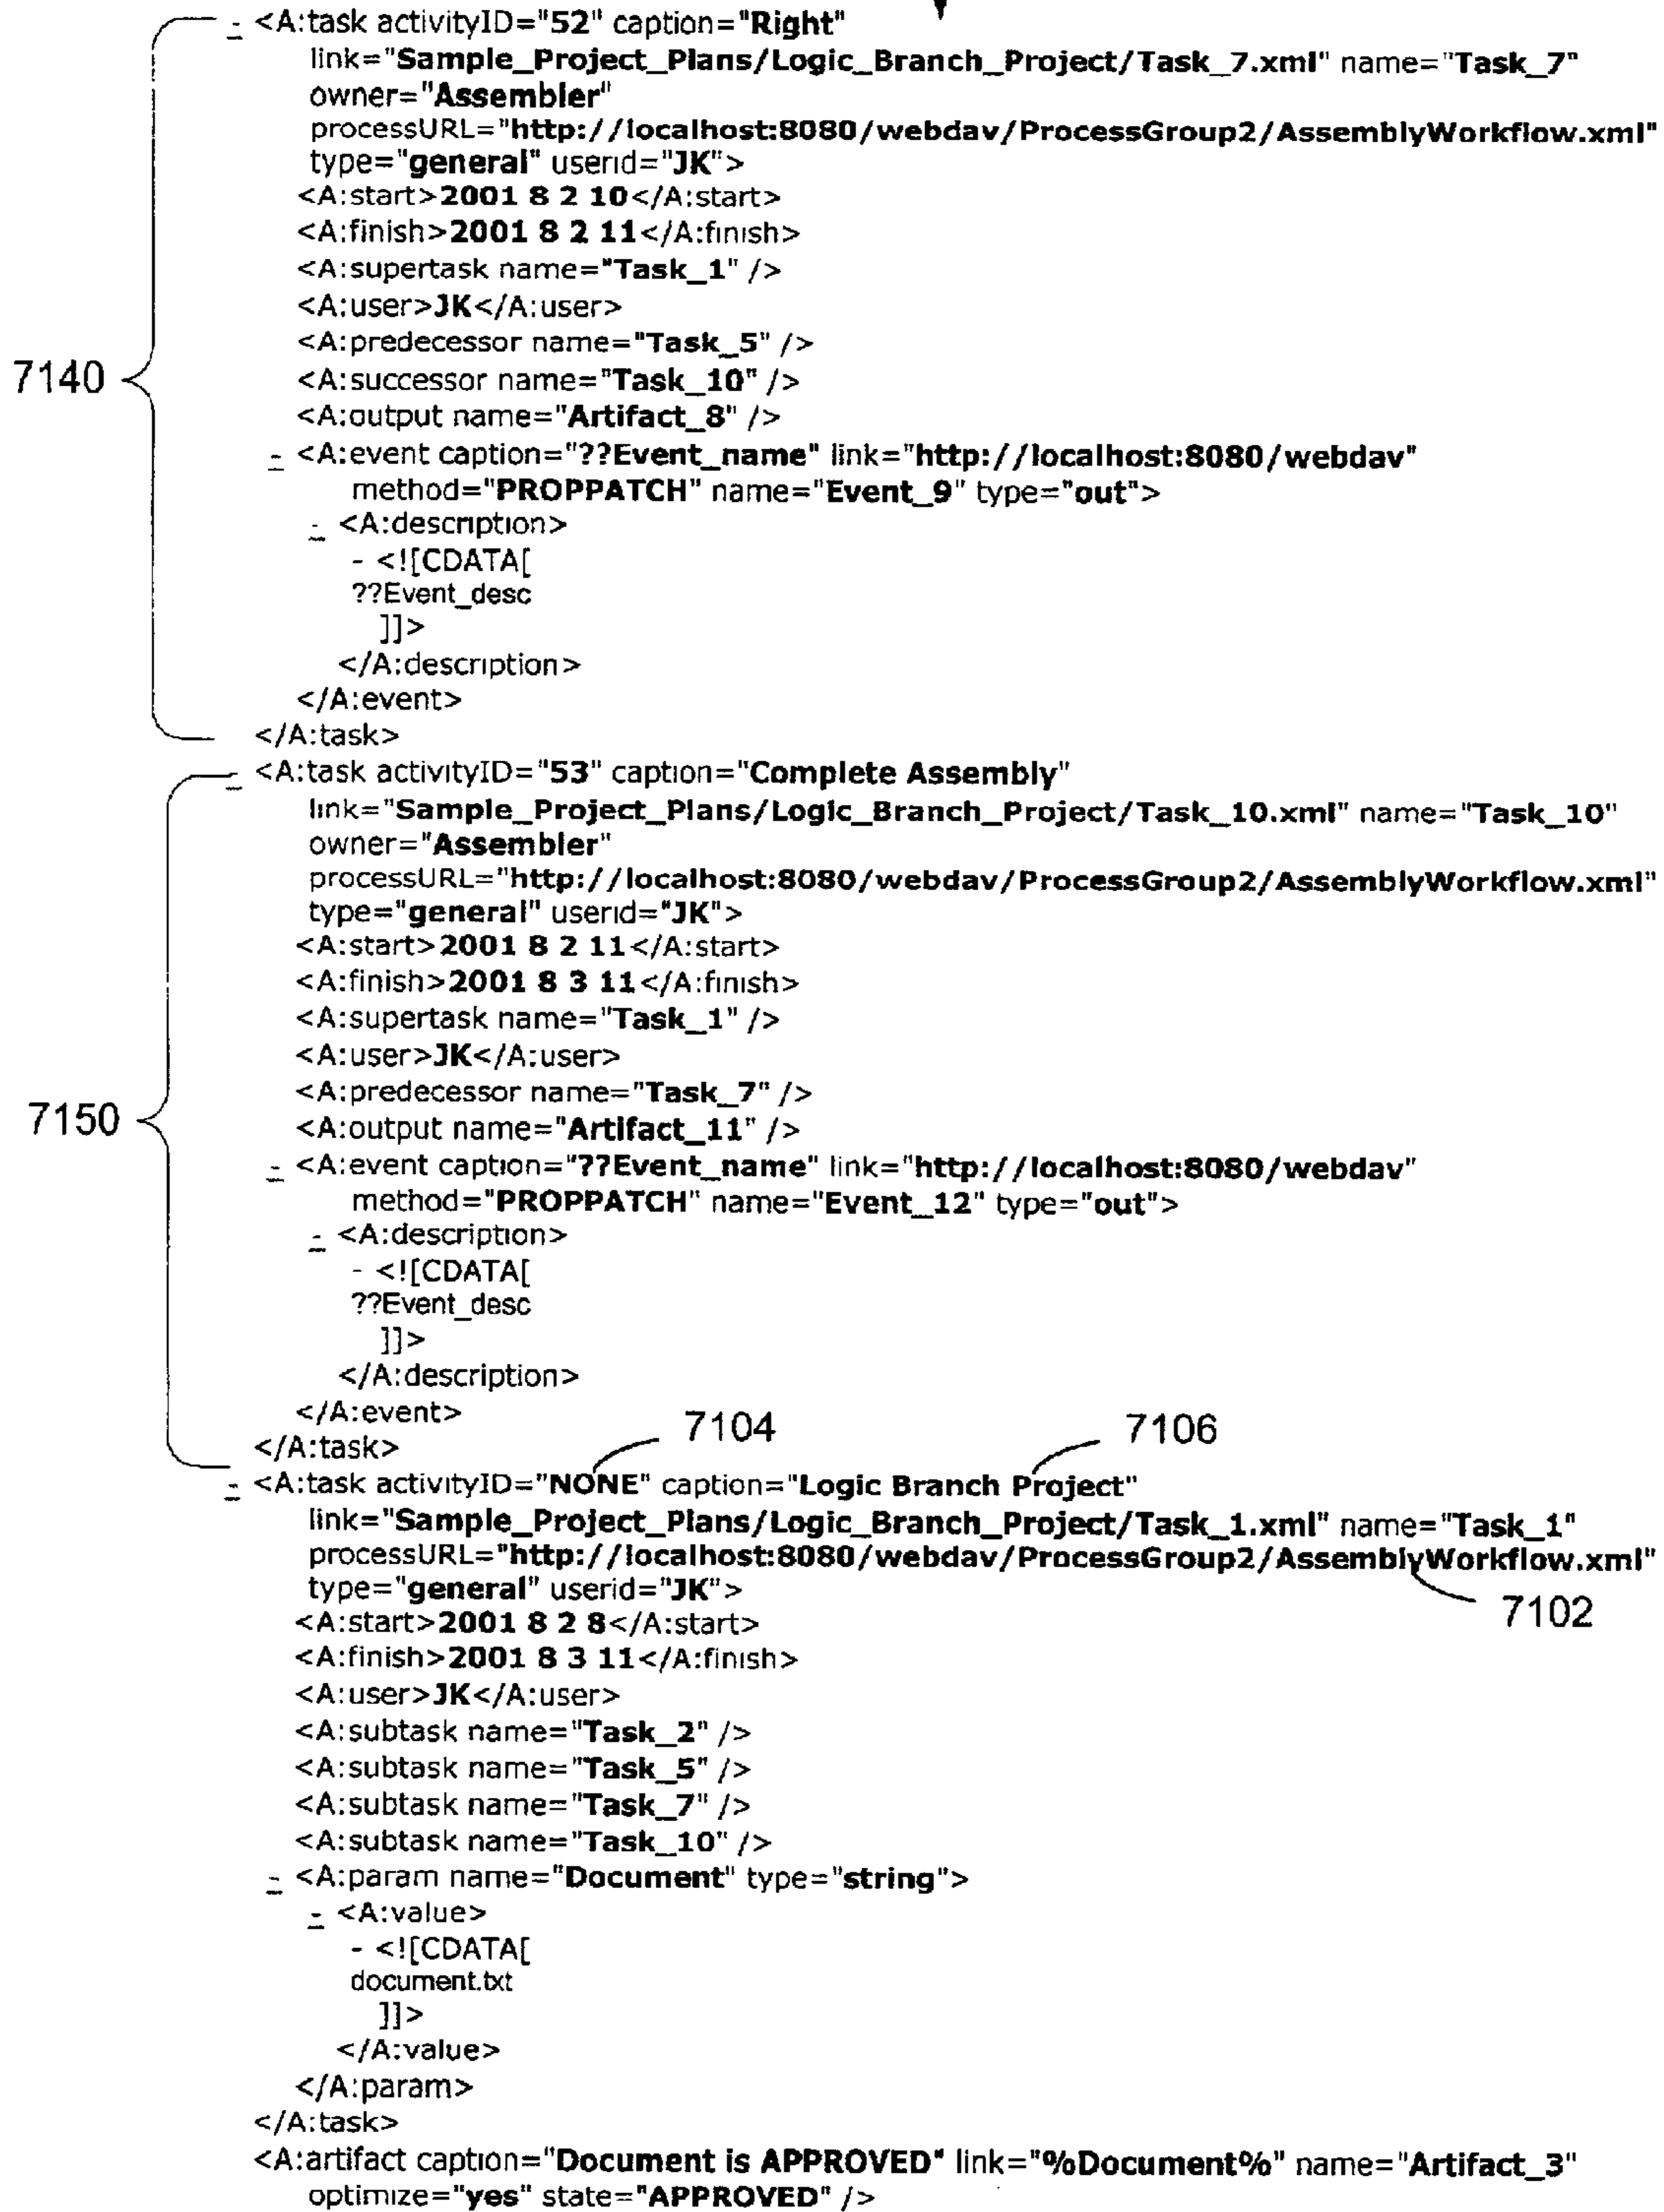 - <A:task activityID="52" caption="Right"
link="Sample_Project_Plans/Logic_Branch_Project/Task_7.xml" name="Task_7"
owner="Assembler"
processURL="http://localhost:8080/webdav/ProcessGroup2/AssemblyWorkflow.xml"
type="general" userid="JK">
<A:start>2001 8 2 10</A:start>
<A:finish>2001 8 2 11</A:finish>
<A:supertask name="Task_1" />
<A:user>JK</A:user>
<A:predecessor name="Task_5" />
7140
<A:successor name="Task_10" />
<A:output name="Artifact_8" />
- <A:event caption="??Event_name" link="http://localhost:8080/webdav"
method="PROPPATCH" name="Event_9" type="out">
- <A:description>
- <![CDATA[
??Event_desc
]]>
</A:description>
</A:event>
</A:task>
- <A:task activityID="53" caption="Complete Assembly"
link="Sample_Project_Plans/Logic_Branch_Project/Task_10.xml" name="Task_10"
owner="Assembler"
processURL="http://localhost:8080/webdav/ProcessGroup2/AssemblyWorkflow.xml"
type="general" userid="JK">
<A:start>2001 8 2 11</A:start>
<A:finish>2001 8 3 11</A:finish>
<A:supertask name="Task_1" />
<A:user>JK</A:user>
<A:predecessor name="Task_7" />
7150
<A:output name="Artifact_11" />
- <A:event caption="??Event_name" link="http://localhost:8080/webdav"
method="PROPPATCH" name="Event_12" type="out">
- <A:description>
- <![CDATA[
??Event_desc
]]>
</A:description>
</A:event>
7104 7106
</A:task>
- <A:task activityID="NONE" caption="Logic Branch Project"
link="Sample_Project_Plans/Logic_Branch_Project/Task_1.xml" name="Task_1"
processURL="http://localhost:8080/webdav/ProcessGroup2/AssemblyWorkflow.xml"
type="general" userid="JK">
7102
<A:start>2001 8 2 8</A:start>
<A:finish>2001 8 3 11</A:finish>
<A:user>JK</A:user>
<A:subtask name="Task_2" />
<A:subtask name="Task_5" />
<A:subtask name="Task_7" />
<A:subtask name="Task_10" />
- <A:param name="Document" type="string">
- <A:value>
- <![CDATA[
document.txt
]]>
</A:value>
</A:param>
</A:task>
<A:artifact caption="Document is APPROVED" link="%Document%" name="Artifact_3"
optimize="yes" state="APPROVED" />